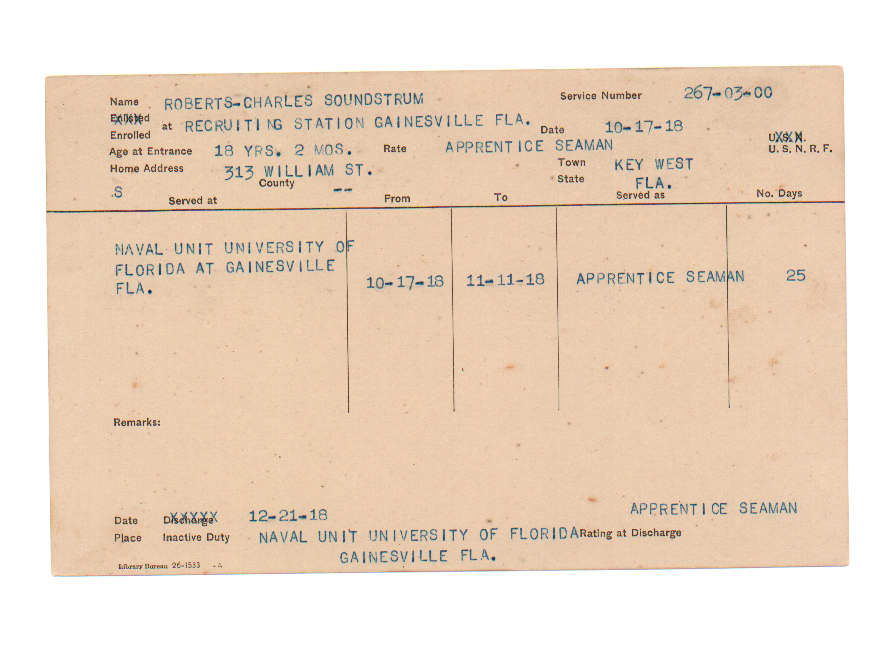 Name ROBERTS-CHARLES SOUNDSTRUM Service Number 267-03-00
Enlisted
Enrolled at RECRUITING STATION GAINESVILLE FLA. Date 10-17-18 U.S.N.
Age at Entrance 18 YRS. 2 MOS. Rate APPRENTICE SEAMAN U. S. N. R. F.
Home Address 313 WILLIAM ST. Town KEY WEST
S County -- State FLA.
Served at From To Served as No. Days
NAVAL UNIT UNIVERSITY OF
FLORIDA AT GAINESVILLE
FLA. 10-17-18 11-11-18 APPRENTICE SEAMAN 25
Remarks:
Date Discharge 12-21-18 APPRENTICE SEAMAN
Place Inactive Duty NAVAL UNIT UNIVERSITY OF FLORIDA Rating at Discharge
GAINESVILLE FLA.
Library Bureau 26-1533